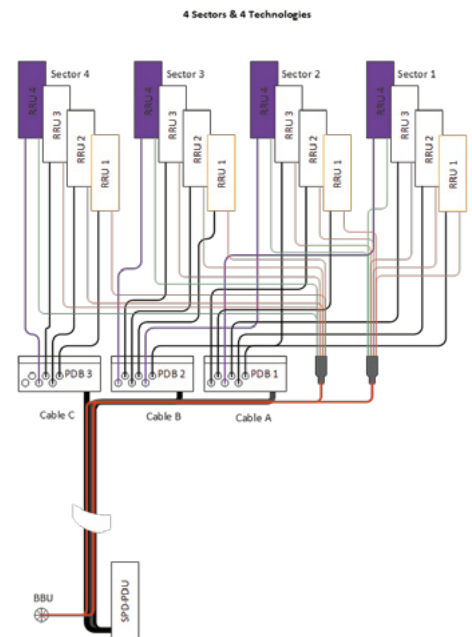 4 Sectors & 4 Technologies
Sector 4
Sector 3
Sector 2
Sector 1
RRU 4
RRU 3
RRU 2
RRU 1
RRU 4
RRU 3
RRU 2
RRU 1
RRU 4
RRU 3
RRU 2
RRU 1
RRU 4
RRU 3
RRU 2
RRU 1
PDB 3
PDB 2
PDB 1
Cable C
Cable B
Cable A
BBU
SPD-PDU